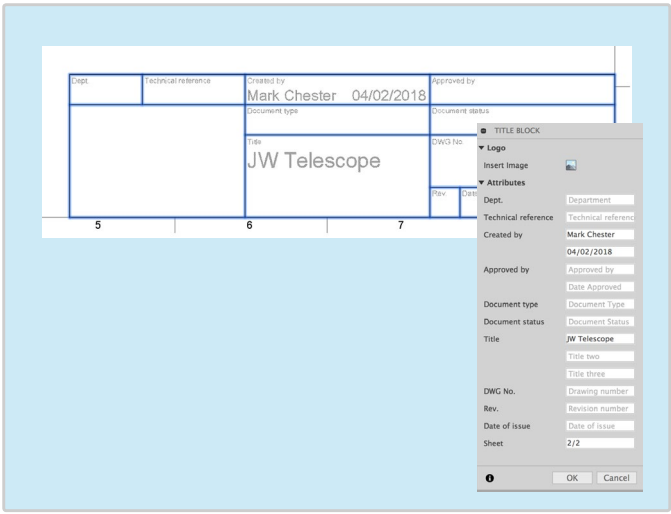 Dept. Technical reference Created by Approved by
Mark Chester 04/02/2018
Document type Document status
Title DWG No.
JW Telescope
Rev. Date
5 6 7
TITLE BLOCK
Logo
Insert Image
Attributes
Dept. Department
Technical reference Technical referenc
Created by Mark Chester
04/02/2018
Approved by Approved by
Date Approved
Document type Document Type
Document status Document Status
Title JW Telescope
Title two
Title three
DWG No. Drawing number
Rev. Revision number
Date of issue Date of issue
Sheet 2/2
OK Cancel